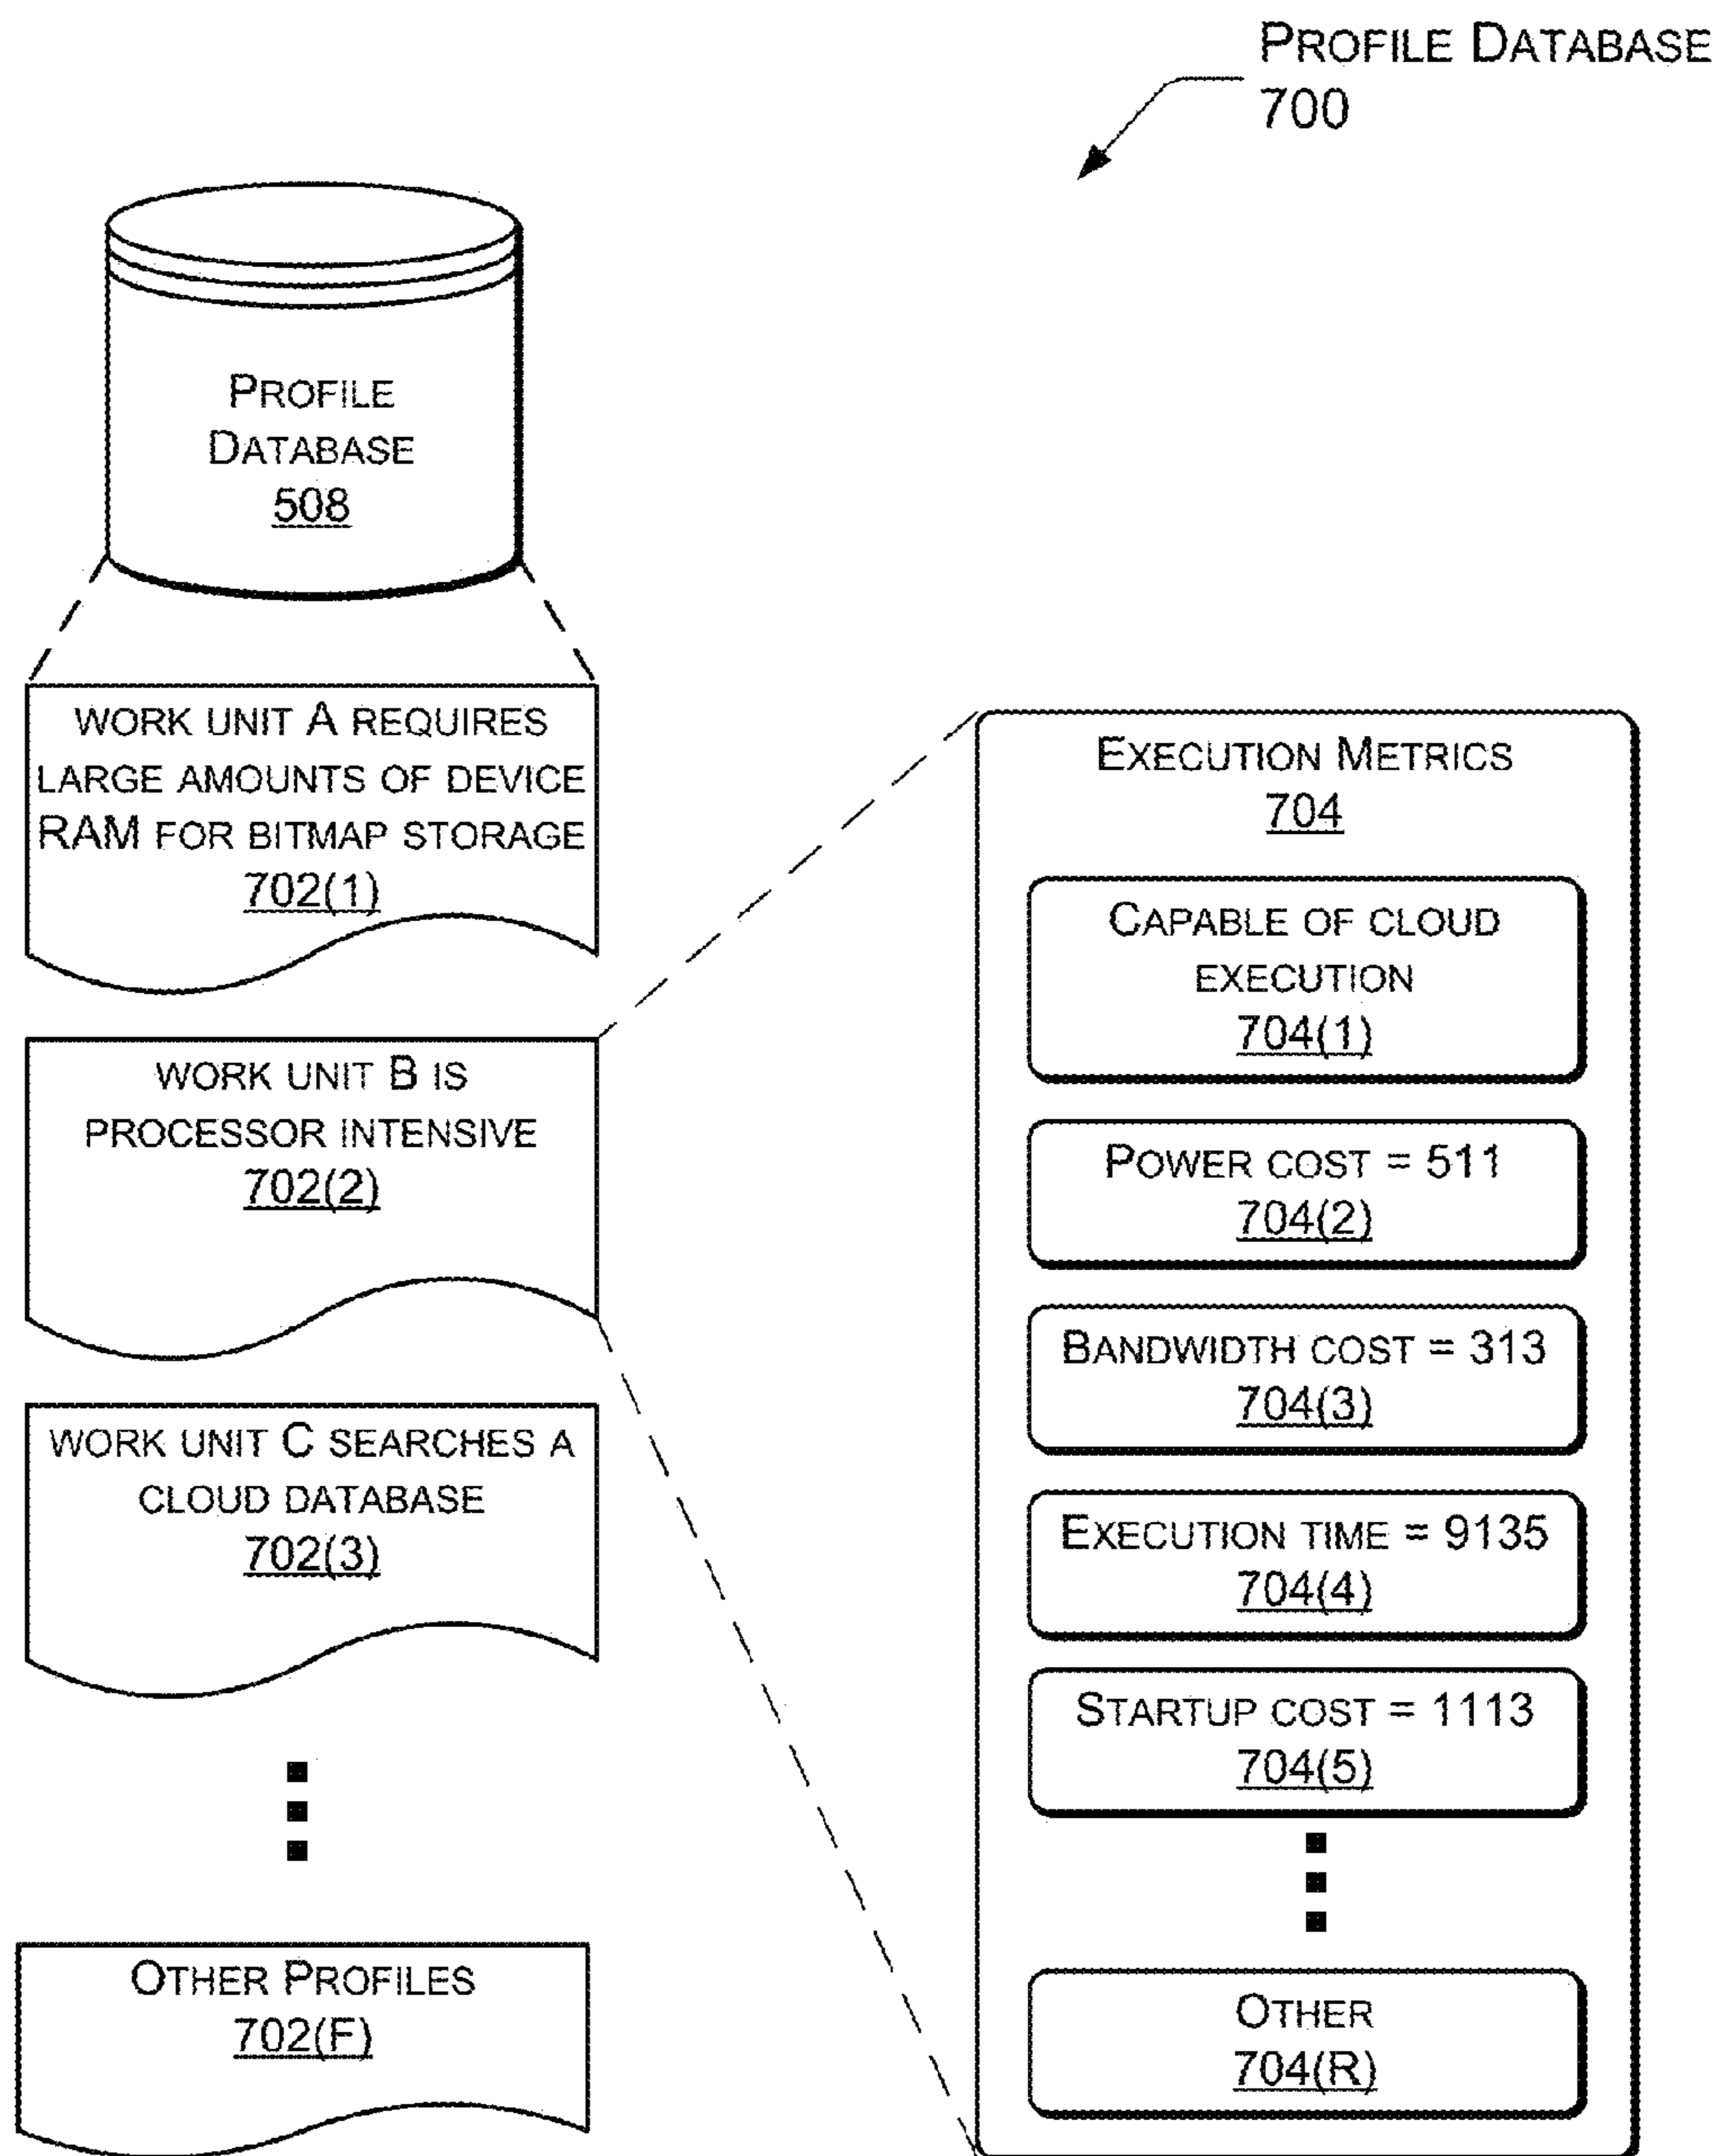 PROFILE DATABASE
700
PROFILE
DATABASE
508
WORK UNIT A REQUIRES
LARGE AMOUNTS OF DEVICE
RAM FOR BITMAP STORAGE
702(1)
WORK UNIT B IS
PROCESSOR INTENSIVE
702(2)
WORK UNIT C SEARCHES A
CLOUD DATABASE
702(3)
OTHER PROFILES
702(F)
EXECUTION METRICS
704
CAPABLE OF CLOUD
EXECUTION
704(1)
POWER COST = 511
704(2)
BANDWIDTH COST = 313
704(3)
EXECUTION TIME = 9135
704(4)
STARTUP COST = 1113
704(5)
OTHER
704(R)